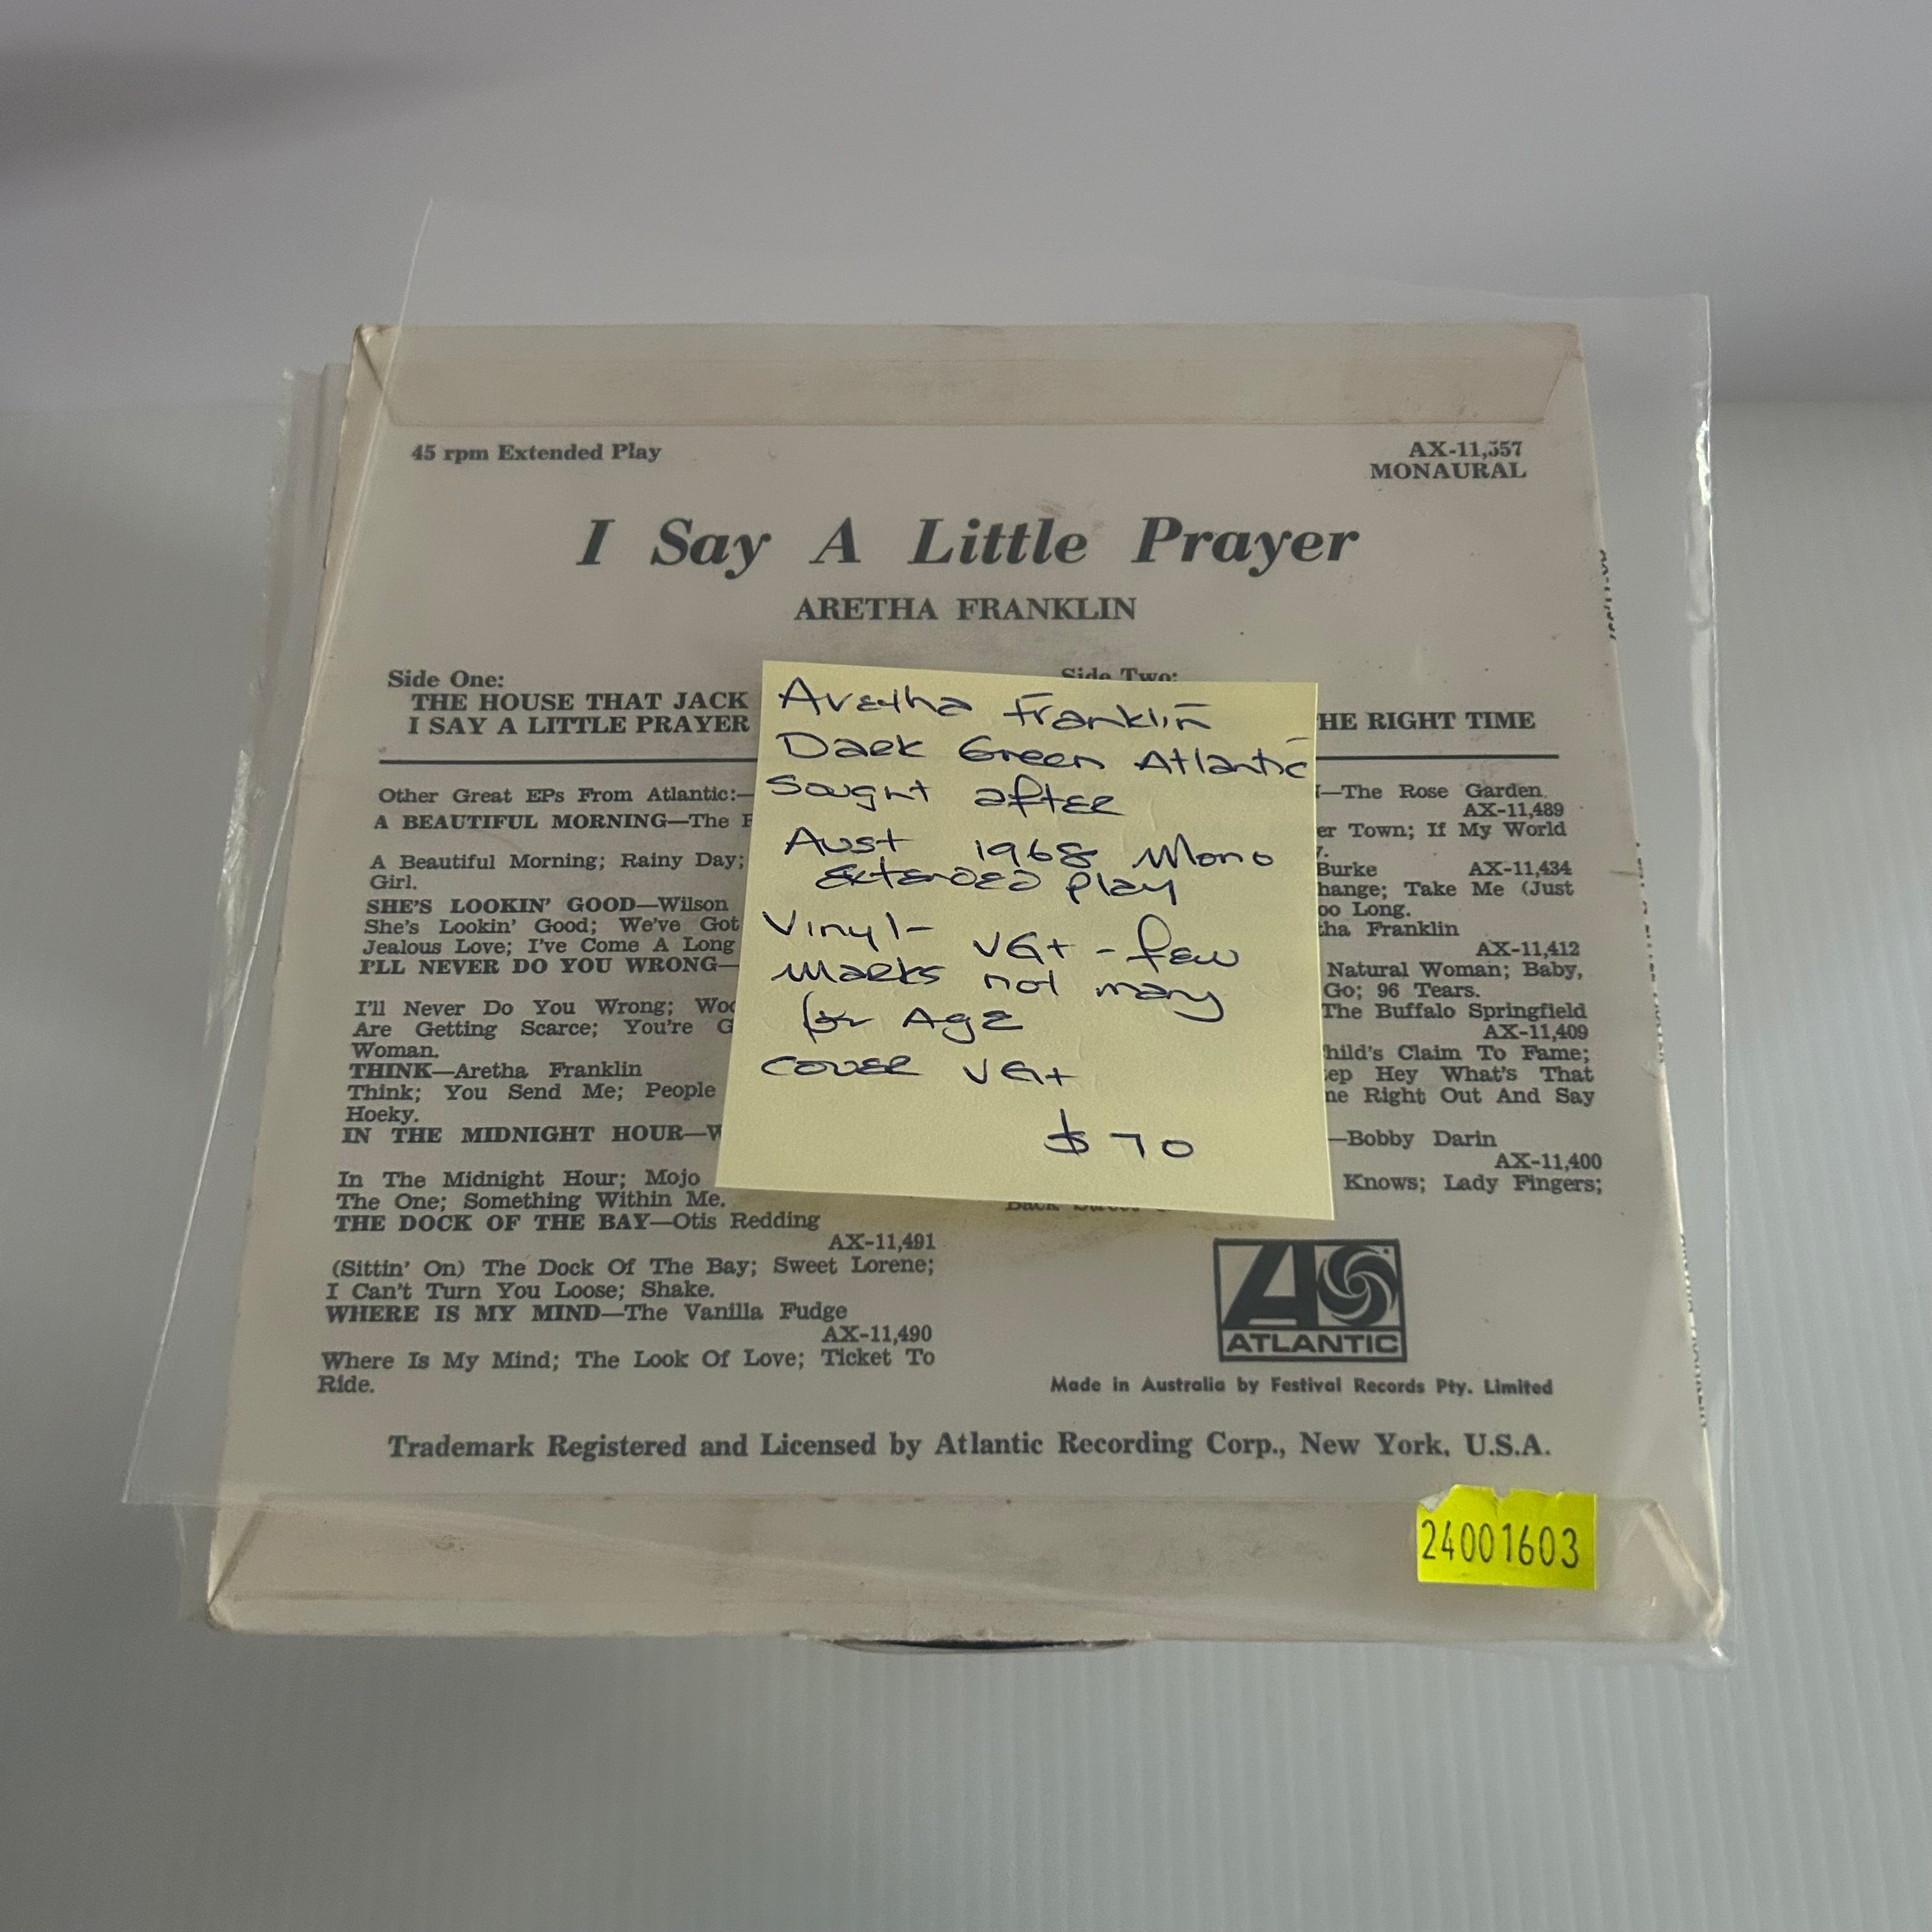 45 rpm Extended Play
AX-11,557
MONAURAL
I Say A Little Prayer
ARETHA FRANKLIN
Side One:
THE HOUSE THAT JACK
I SAY A LITTLE PRAYER
Side Two:
HE RIGHT TIME
Other Great EPs From Atlantic:—
A BEAUTIFUL MORNING—The
A Beautiful Morning; Rainy Day;
Girl.
SHE'S LOOKIN' GOOD—Wilson
She's Lookin' Good; We've Got
Jealous Love; I've Come A Long
I'LL NEVER DO YOU WRONG—
I'll Never Do You Wrong;
Are Getting Scarce; You're G
Woman.
THINK—Aretha Franklin
Think; You Send Me; People
Hoeky.
IN THE MIDNIGHT HOUR—W
In The Midnight Hour; Mojo
The One; Something Within Me.
THE DOCK OF THE BAY—Otis Redding
AX-11,491
(Sittin' On) The Dock Of The Bay; Sweet Lorene;
I Can't Turn You Loose; Shake.
WHERE IS MY MIND—The Vanilla Fudge
AX-11,490
Where Is My Mind; The Look Of Love; Ticket To
Ride.
—The Rose Garden.
AX-11,489
er Town; If My World
Burke AX-11,434
hange; Take Me (Just
oo Long.
tha Franklin
AX-11,412
Natural Woman; Baby,
Go; 96 Tears.
The Buffalo Springfield
AX-11,409
hild's Claim To Fame;
ep Hey What's That
ne Right Out And Say
—Bobby Darin
AX-11,400
Knows; Lady Fingers;
Aretha Franklin
Dark Green Atlantic
Sought after
Aust 1968 Mono
Extended Play
Vinyl- VG+ - few
marks not many
for Age
cover VG+
$70
ATLANTIC
Made in Australia by Festival Records Pty. Limited
Trademark Registered and Licensed by Atlantic Recording Corp., New York, U.S.A.
24001603